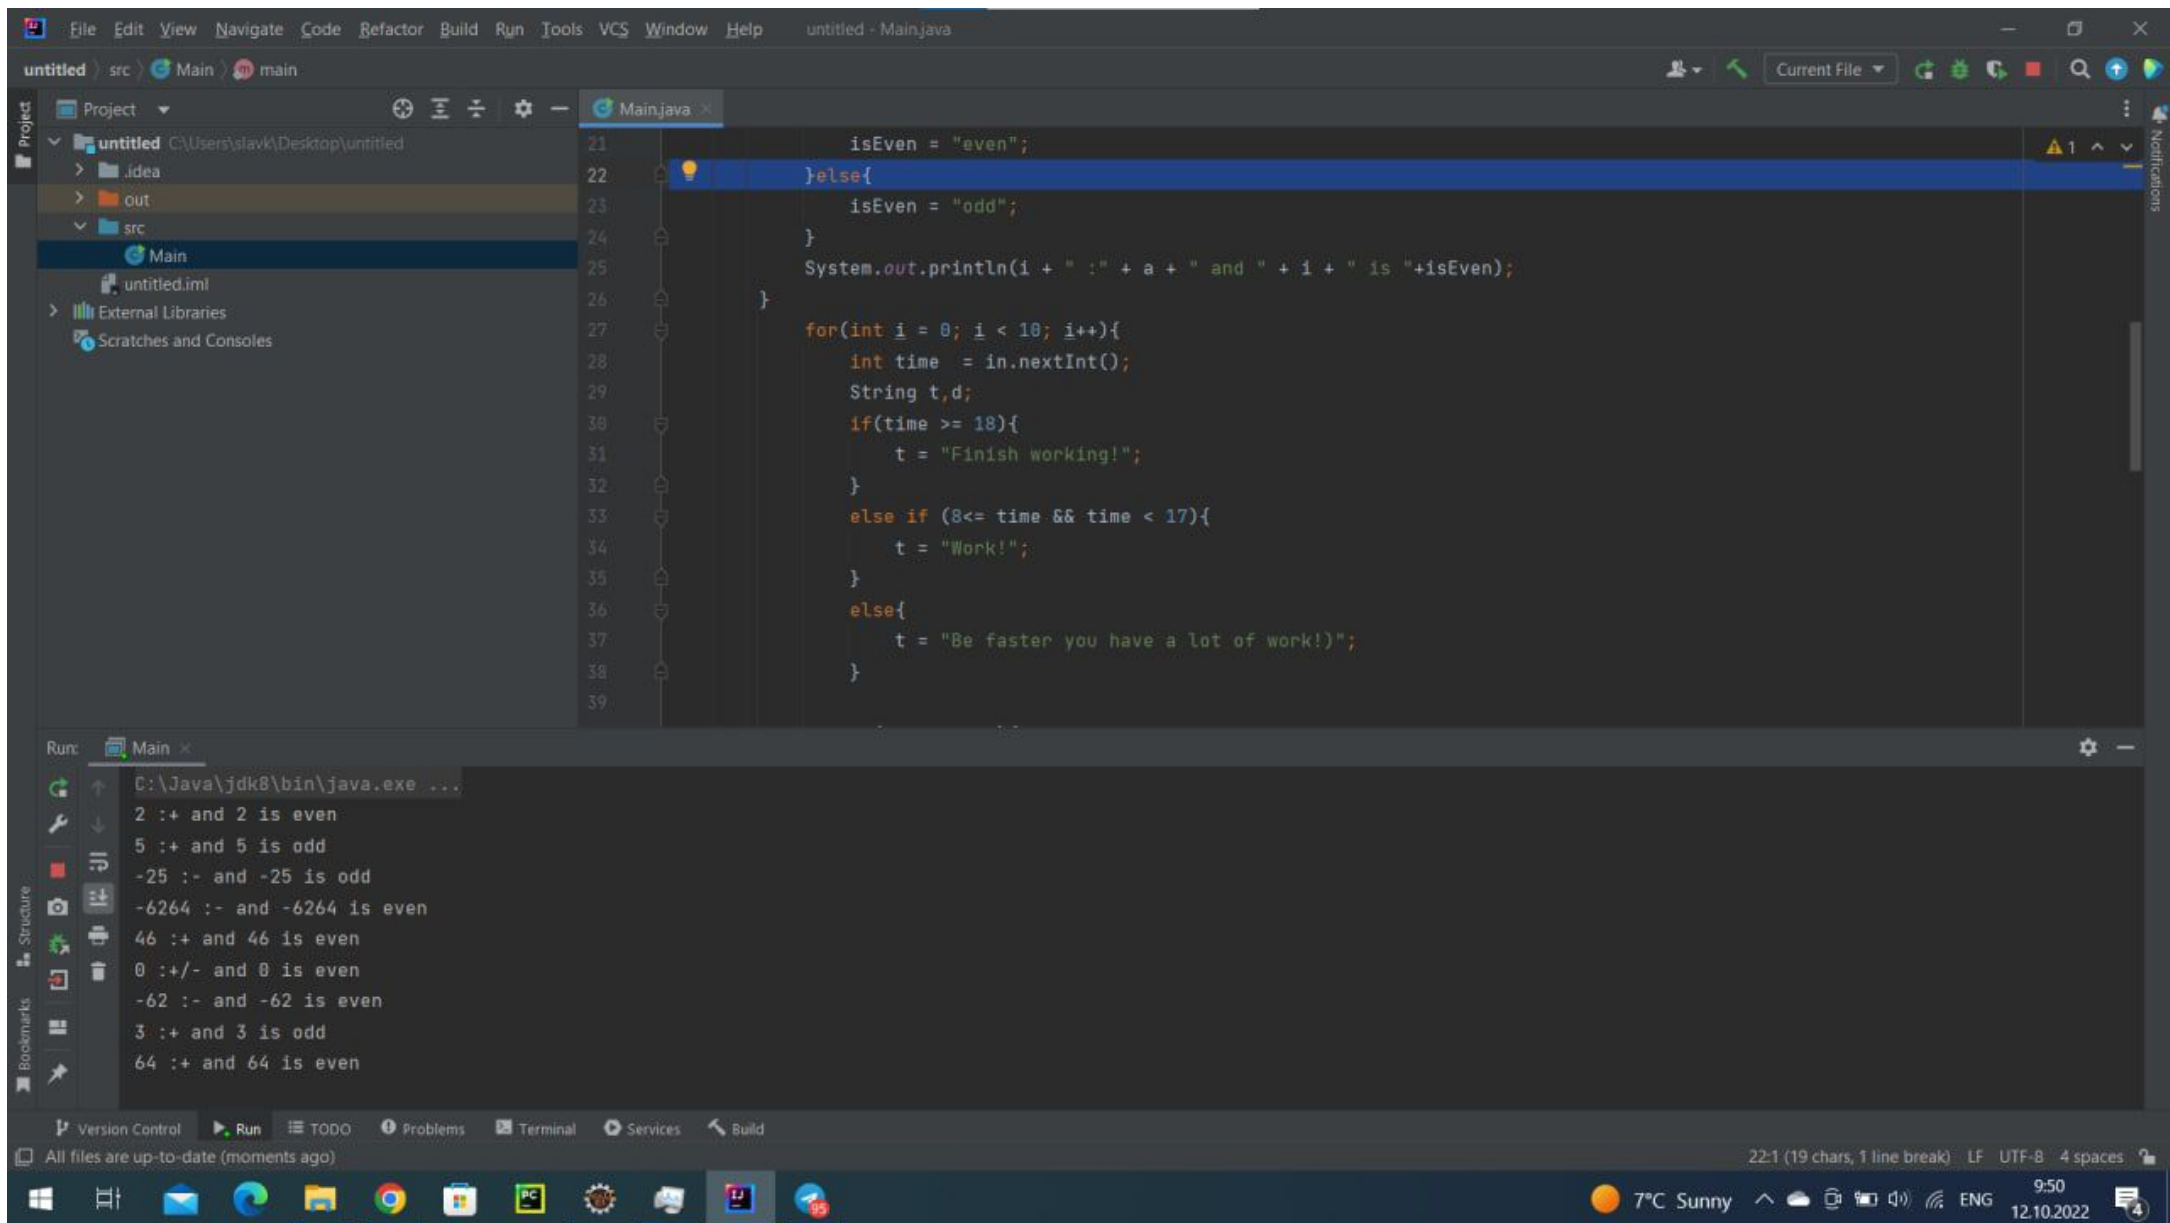 File Edit View Navigate Code Refactor Build Run Tools VCS Window Help untitled - Main.java
untitled src Main main Current File
Project
Project
Main.java
untitled C:\Users\slavk\Desktop\untitled
.idea
out
src
Main
untitled.iml
External Libraries
Scratches and Consoles
1
Notifications
21 isEven = "even";
22 }else{
23 isEven = "odd";
24 }
25 System.out.println(i + " :" + a + " and " + i + " is "+isEven);
26 }
27 for(int i = 0; i < 10; i++){
28 int time  = in.nextInt();
29 String t,d;
30 if(time >= 18){
31 t = "Finish working!";
32 }
33 else if (8<= time && time < 17){
34 t = "Work!";
35 }
36 else{
37 t = "Be faster you have a lot of work!)";
38 }
39
Run: Main
C:\Java\jdk8\bin\java.exe ...
2 :+ and 2 is even
5 :+ and 5 is odd
-25 :- and -25 is odd
-6264 :- and -6264 is even
46 :+ and 46 is even
0 :+/- and 0 is even
-62 :- and -62 is even
3 :+ and 3 is odd
64 :+ and 64 is even
Structure
Bookmarks
Version Control Run TODO Problems Terminal Services Build
All files are up-to-date (moments ago) 22:1 (19 chars, 1 line break) LF UTF-8 4 spaces
PC IJ 95 7°C Sunny ENG 9:50
12.10.2022 4